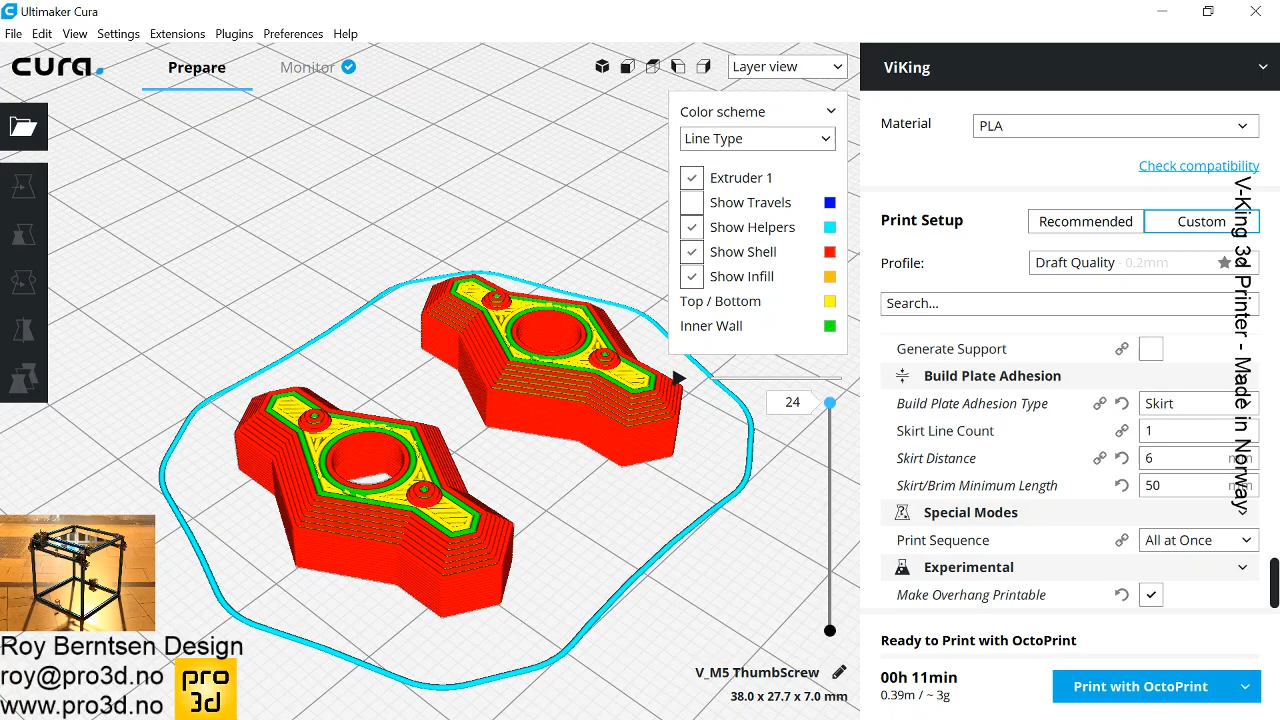 Ultimaker Cura
File Edit View Settings Extensions Plugins Preferences Help
cura.
Prepare
Monitor
Layer view
Color scheme
Line Type
Extruder 1
Show Travels
Show Helpers
Show Shell
Show Infill
Top / Bottom
Inner Wall
24
V_M5 ThumbScrew
38.0 x 27.7 x 7.0 mm
ViKing
Material
PLA
Check compatibility
Print Setup
Recommended
Custom
Profile:
Draft Quality - 0.2mm
Search...
Generate Support
Build Plate Adhesion
Build Plate Adhesion Type
Skirt
Skirt Line Count
1
Skirt Distance
6
mm
Skirt/Brim Minimum Length
50
mm
Special Modes
Print Sequence
All at Once
Experimental
Make Overhang Printable
Ready to Print with OctoPrint
00h 11min
0.39m / ~ 3g
Print with OctoPrint
V-King 3d Printer - Made in Norway
Roy Berntsen Design
roy@pro3d.no
www.pro3d.no
pro
3d